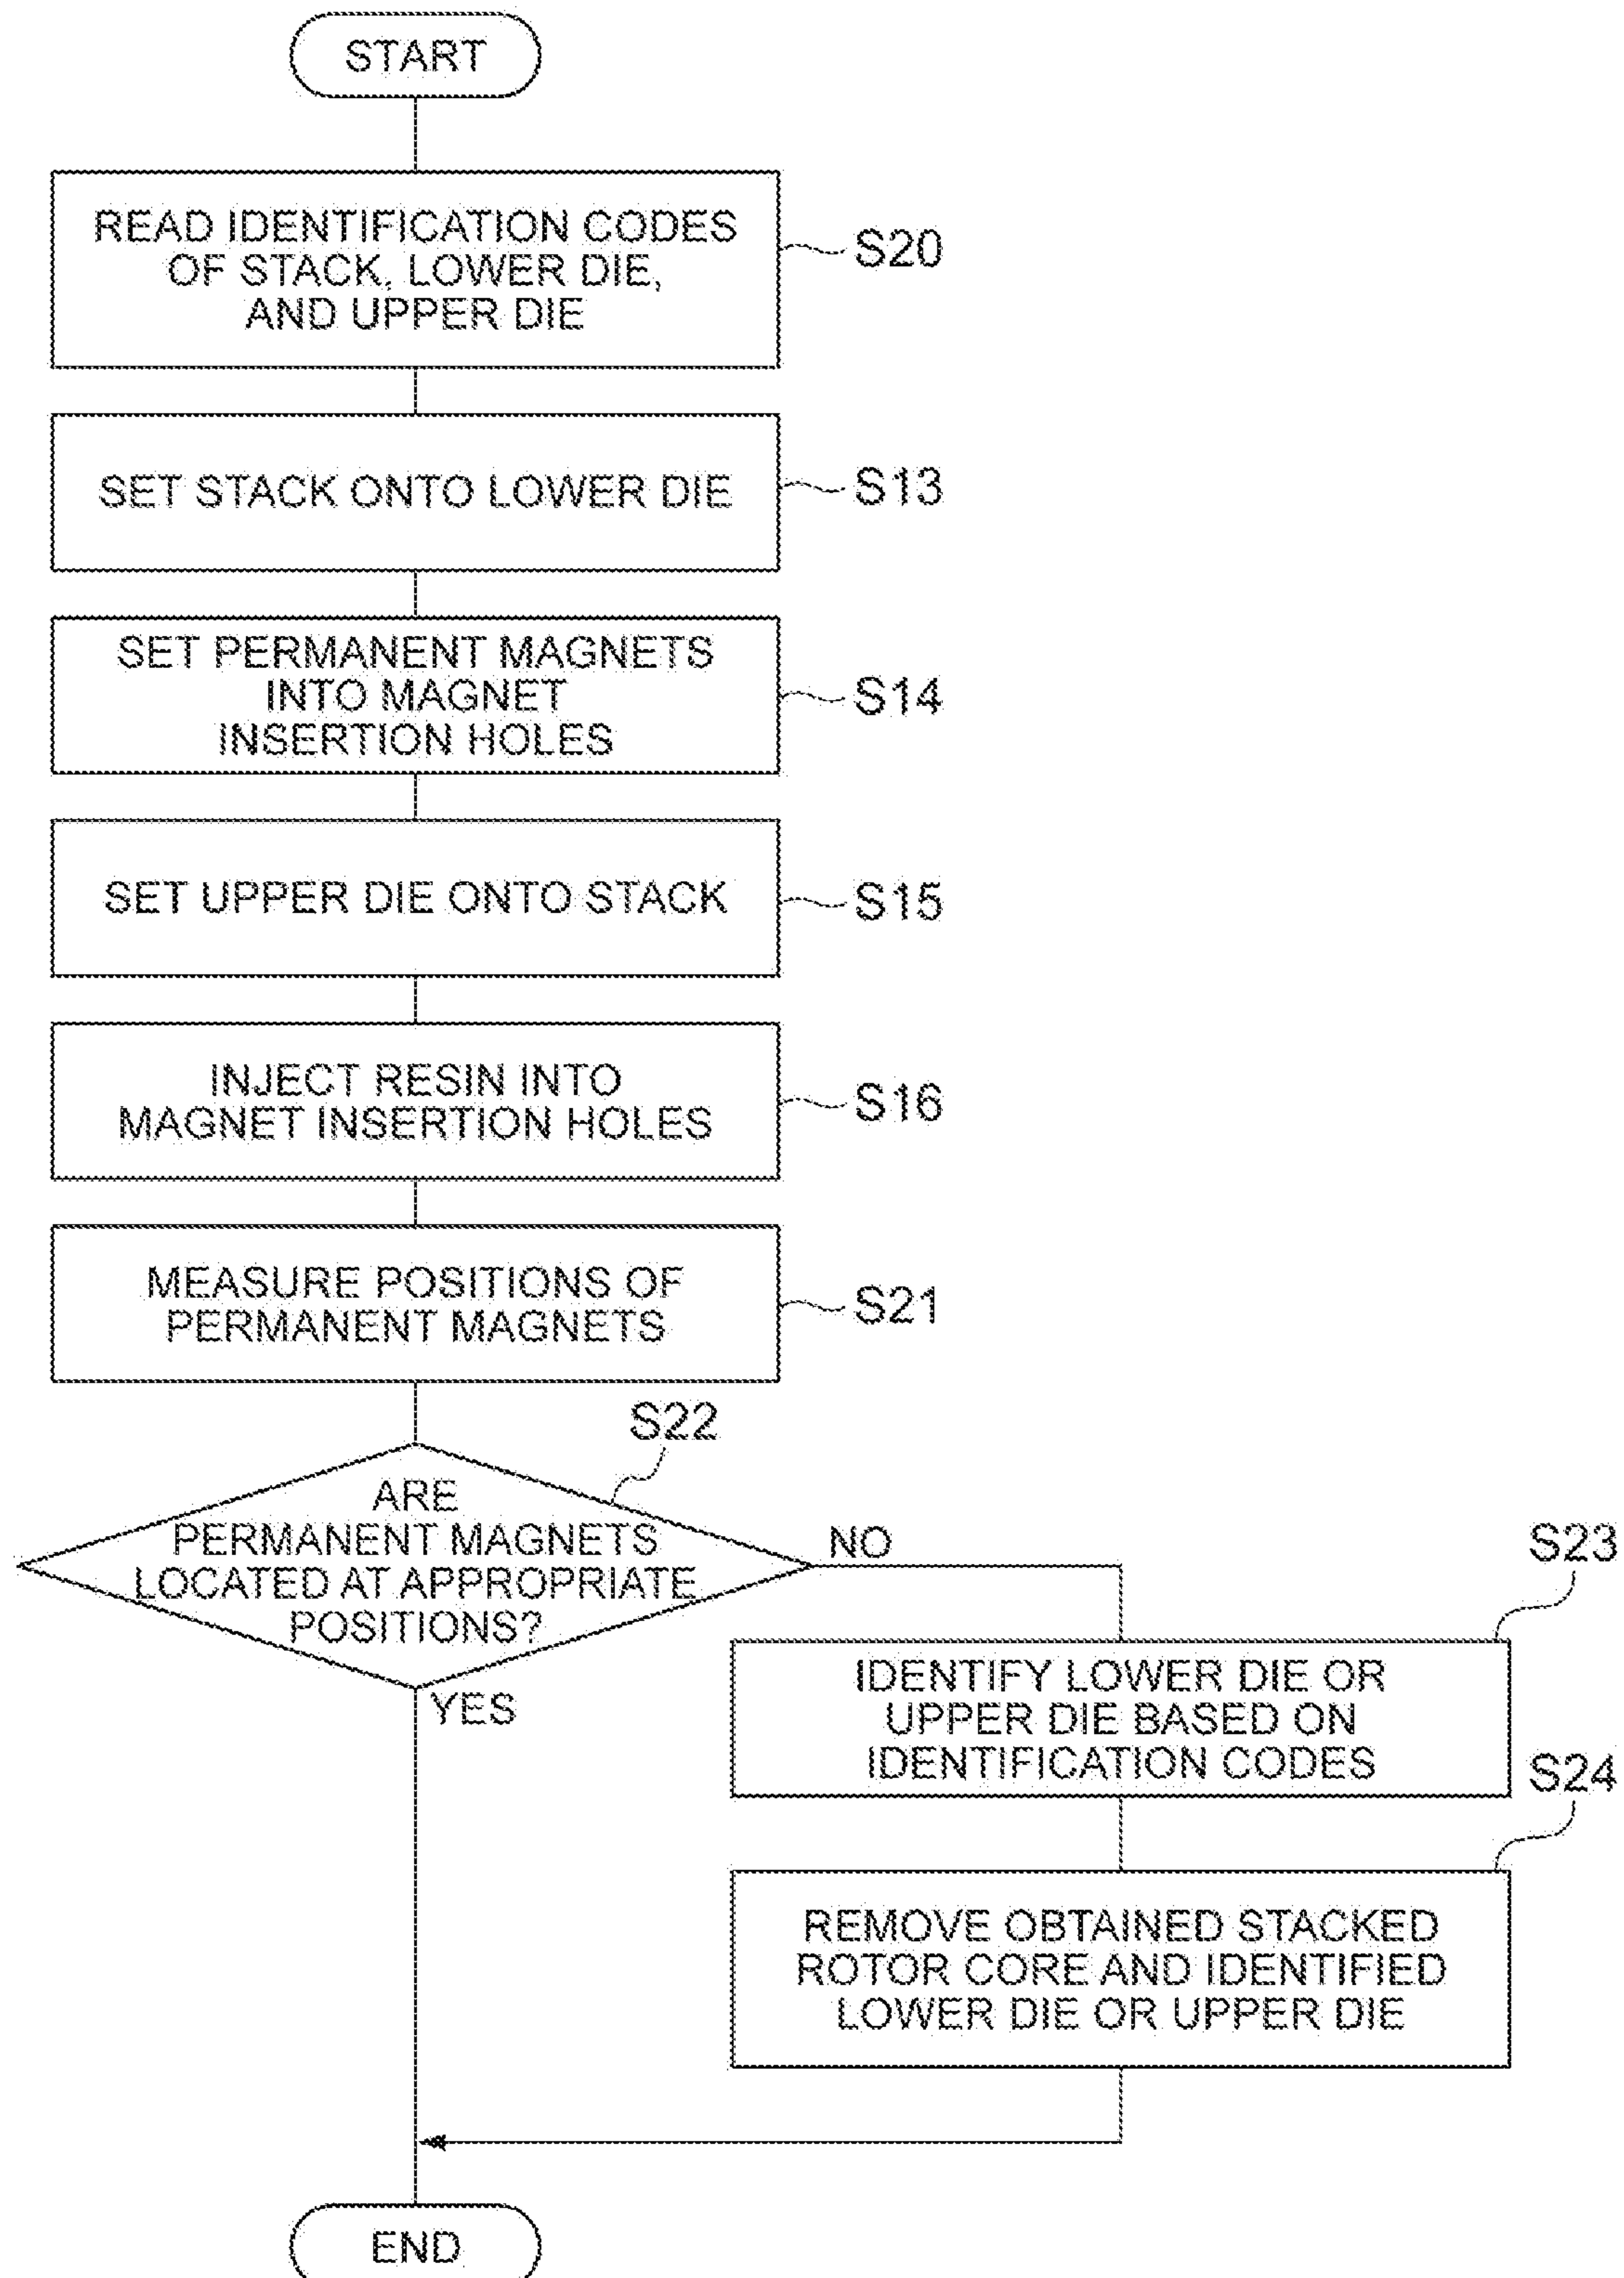 START
READ IDENTIFICATION CODES
OF STACK, LOWER DIE,
AND UPPER DIE
S20
SET STACK ONTO LOWER DIE
S13
SET PERMANENT MAGNETS
INTO MAGNET
INSERTION HOLES
S14
SET UPPER DIE ONTO STACK
S15
INJECT RESIN INTO
MAGNET INSERTION HOLES
S16
MEASURE POSITIONS OF
PERMANENT MAGNETS
S21
S22
ARE
PERMANENT MAGNETS
LOCATED AT APPROPRIATE
POSITIONS?
NO
YES
S23
IDENTIFY LOWER DIE OR
UPPER DIE BASED ON
IDENTIFICATION CODES
S24
REMOVE OBTAINED STACKED
ROTOR CORE AND IDENTIFIED
LOWER DIE OR UPPER DIE
END